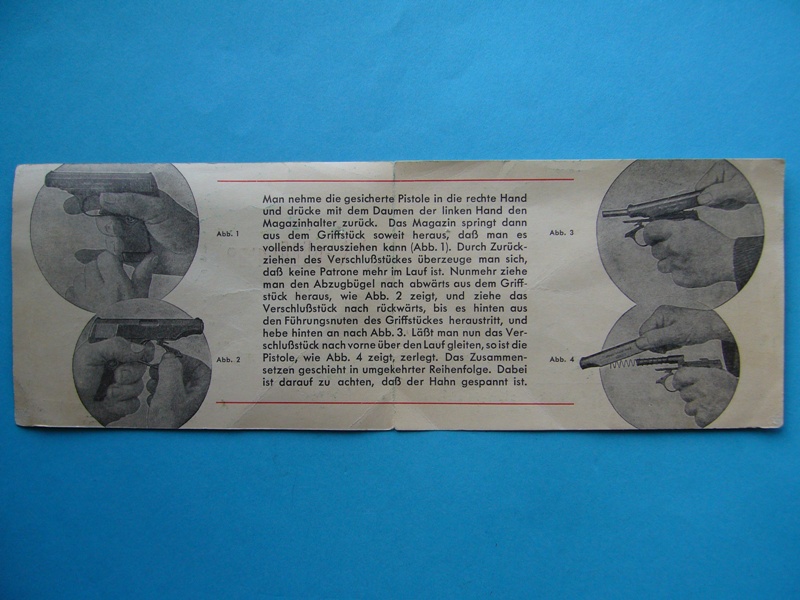 Abb. 1
Abb. 2
Man nehme die gesicherte Pistole in die rechte Hand
und drücke mit dem Daumen der linken Hand den
Magazinhalter zurück. Das Magazin springt dann
aus dem Griffstück soweit heraus, daß man es
vollends herausziehen kann (Abb. 1). Durch Zurück-
ziehen des Verschlußstückes überzeuge man sich,
daß keine Patrone mehr im Lauf ist. Nunmehr ziehe
man den Abzugbügel nach abwärts aus dem Griff-
stück heraus, wie Abb. 2 zeigt, und ziehe das
Verschlußstück nach rückwärts, bis es hinten aus
den Führungsnuten des Griffstückes heraustritt, und
hebe hinten an nach Abb. 3. Läßt man nun das Ver-
schlußstück nach vorne über den Lauf gleiten, so ist die
Pistole, wie Abb. 4 zeigt, zerlegt. Das Zusammen-
setzen geschieht in umgekehrter Reihenfolge. Dabei
ist darauf zu achten, daß der Hahn gespannt ist.
Abb. 3
Abb. 4